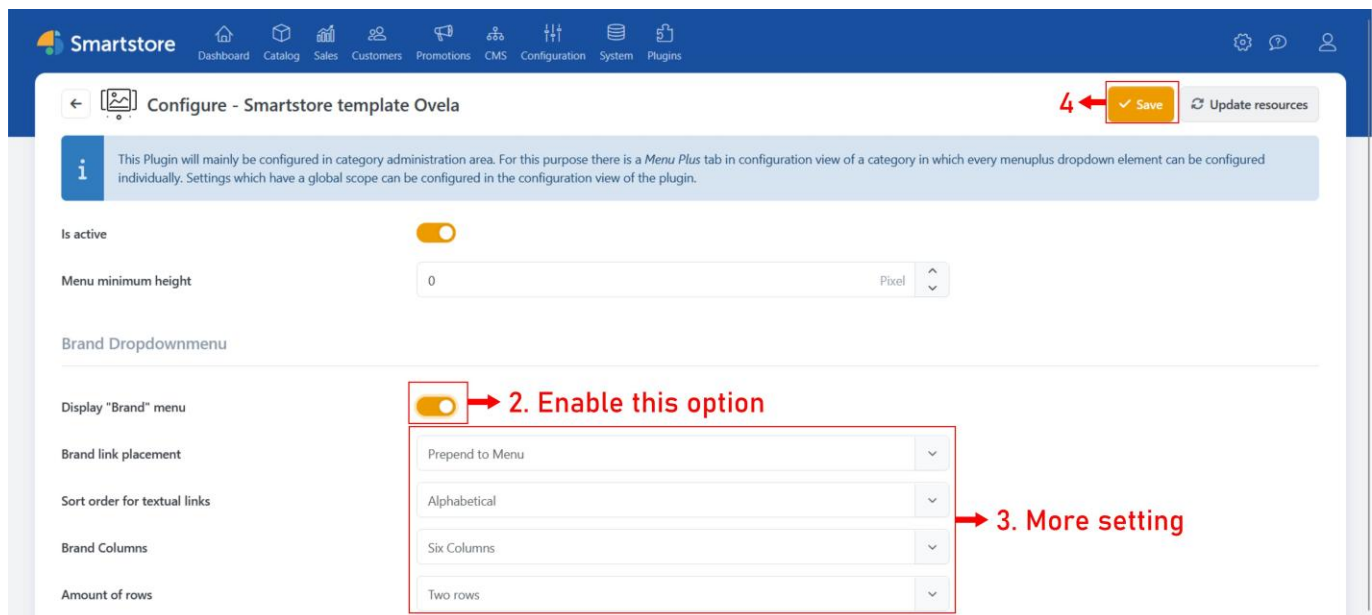 Smartstore
Dashboard Catalog Sales Customers Promotions CMS Configuration System Plugins
Configure - Smartstore template Ovela
4
Save
Update resources
i
This Plugin will mainly be configured in category administration area. For this purpose there is a Menu Plus tab in configuration view of a category in which every menuplus dropdown element can be configured
individually. Settings which have a global scope can be configured in the configuration view of the plugin.
Is active
Menu minimum height 0 Pixel
Brand Dropdownmenu
Display "Brand" menu
2. Enable this option
Brand link placement Prepend to Menu
Sort order for textual links Alphabetical
3. More setting
Brand Columns Six Columns
Amount of rows Two rows